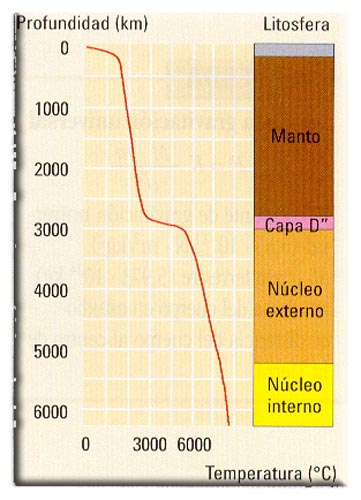 Profundidad (km)
Litosfera
0
1000
Manto
2000
3000
Capa D"
4000
Núcleo
externo
5000
Núcleo
interno
6000
0 3000 6000
Temperatura (°C)